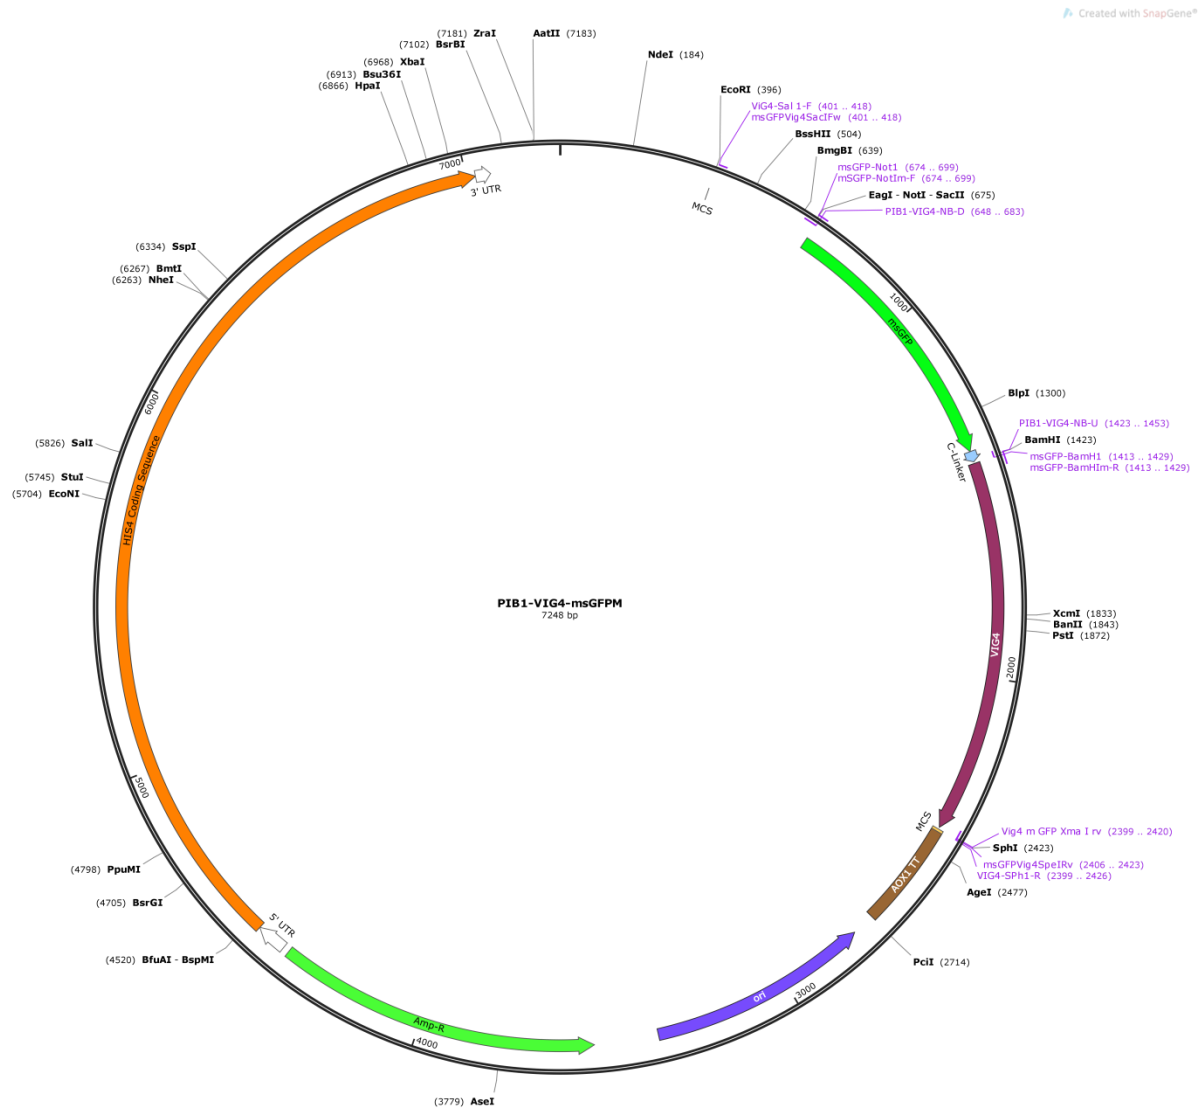 Created with SnapGene®
(7181) ZraI
AatII (7183)
(7102) BsrBI
NdeI (184)
(6968) XbaI
(6913) Bsu36I
(6866) HpaI
EcoRI (396)
ViG4-Sal 1-F (401 .. 418)
msGFPVig4SacIFw (401 .. 418)
BssHII (504)
BmgBI (639)
7000
msGFP-Not1 (674 .. 699)
mSGFP-NotIm-F (674 .. 699)
3' UTR
EagI - NotI - SacII (675)
MCS
PIB1-VIG4-NB-D (648 .. 683)
(6334) SspI
(6267) BmtI
(6263) NheI
1000
msGFP
BlpI (1300)
6000
PIB1-VIG4-NB-U (1423 .. 1453)
(5826) SalI
BamHI (1423)
msGFP-BamH1 (1413 .. 1429)
msGFP-BamHIm-R (1413 .. 1429)
C-Linker
(5745) StuI
(5704) EcoNI
HIS4 Coding Sequence
PIB1-VIG4-msGFPM
7248 bp
XcmI (1833)
BanII (1843)
PstI (1872)
VIG4
2000
5000
MCS
Vig4 m GFP Xma I rv (2399 .. 2420)
SphI (2423)
msGFPVig4SpeIRv (2406 .. 2423)
VIG4-SPh1-R (2399 .. 2426)
(4798) PpuMI
AOX1 TT
AgeI (2477)
(4705) BsrGI
5' UTR
(4520) BfuAI - BspMI
PciI (2714)
ori
3000
Amp-R
4000
(3779) AseI